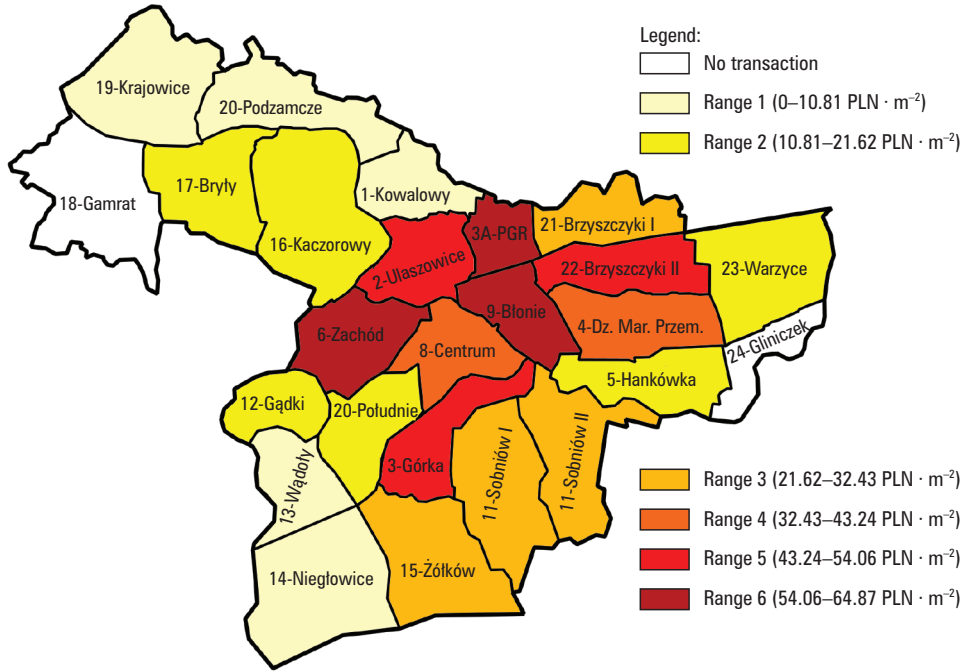 Legend:
No transaction
Range 1 (0–10.81 PLN · m⁻²)
Range 2 (10.81–21.62 PLN · m⁻²)
19-Krajowice
20-Podzamcze
17-Bryły
1-Kowalowy
18-Gamrat
16-Kaczorowy
2-Ulaszowice
3A-PGR
21-Brzyszczyki I
22-Brzyszczyki II
23-Warzyce
6-Zachód
9-Błonie
4-Dz. Mar. Przem.
24-Gliniczek
8-Centrum
5-Hankówka
12-Gądki
20-Południe
3-Górka
11-Sobniów I
11-Sobniów II
13-Wądoły
14-Niegłowice
15-Żółków
Range 3 (21.62–32.43 PLN · m⁻²)
Range 4 (32.43–43.24 PLN · m⁻²)
Range 5 (43.24–54.06 PLN · m⁻²)
Range 6 (54.06–64.87 PLN · m⁻²)